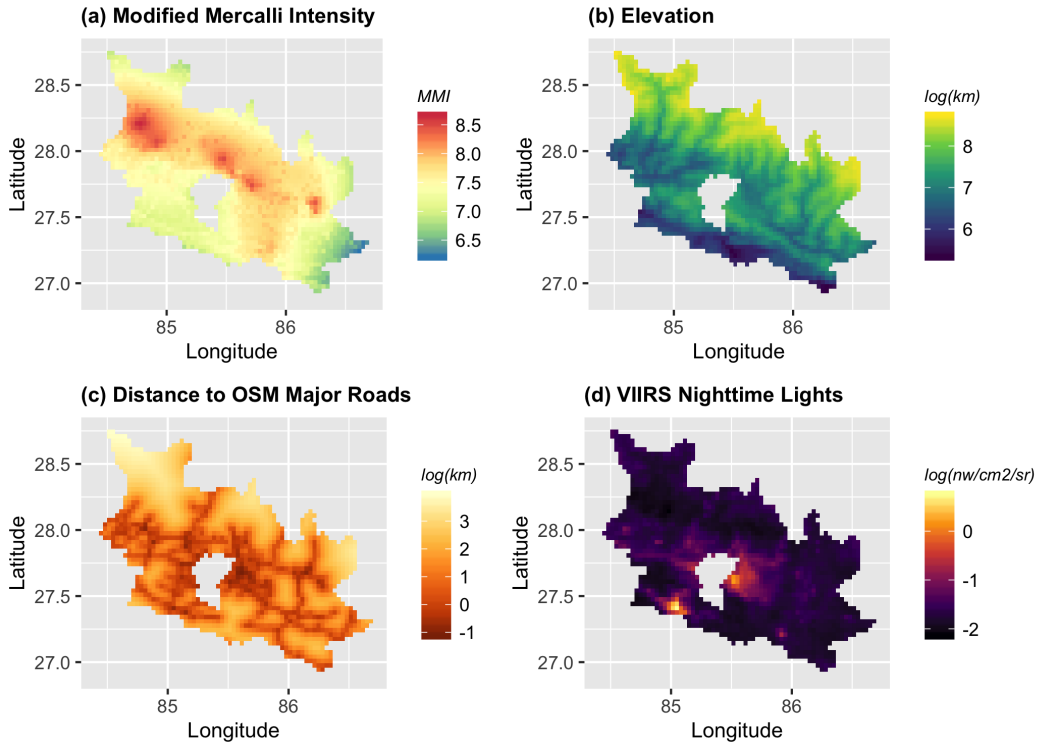 (a) Modified Mercalli Intensity
28.5
28.0
27.5
27.0
Latitude
85
86
Longitude
MMI
8.5
8.0
7.5
7.0
6.5
(b) Elevation
28.5
28.0
27.5
27.0
Latitude
85
86
Longitude
log(km)
8
7
6
(c) Distance to OSM Major Roads
28.5
28.0
27.5
27.0
Latitude
85
86
Longitude
log(km)
3
2
1
0
-1
(d) VIIRS Nighttime Lights
28.5
28.0
27.5
27.0
Latitude
85
86
Longitude
log(nw/cm2/sr)
0
-1
-2